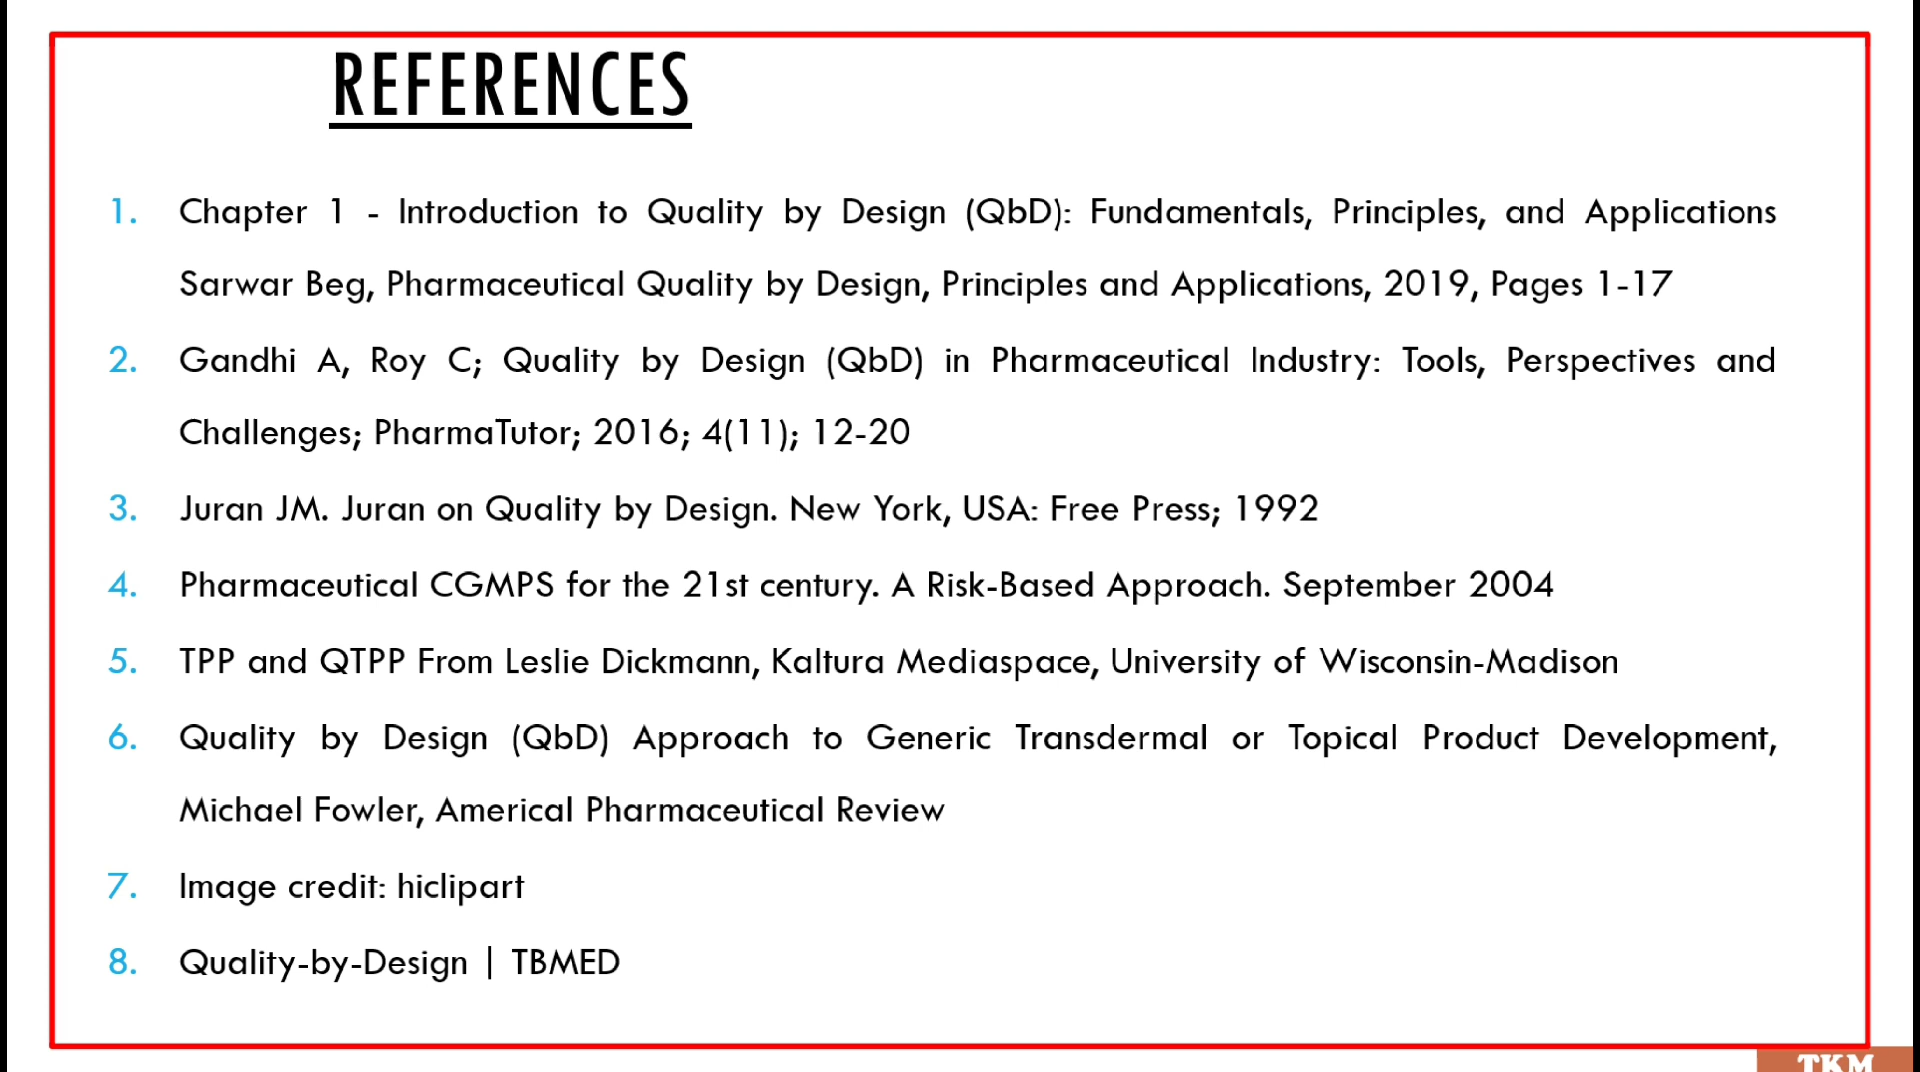 REFERENCES
1. Chapter 1 - Introduction to Quality by Design (QbD): Fundamentals, Principles, and Applications
Sarwar Beg, Pharmaceutical Quality by Design, Principles and Applications, 2019, Pages 1-17
2. Gandhi A, Roy C; Quality by Design (QbD) in Pharmaceutical Industry: Tools, Perspectives and
Challenges; PharmaTutor; 2016; 4(11); 12-20
3. Juran JM. Juran on Quality by Design. New York, USA: Free Press; 1992
4. Pharmaceutical CGMPS for the 21st century. A Risk-Based Approach. September 2004
5. TPP and QTPP From Leslie Dickmann, Kaltura Mediaspace, University of Wisconsin-Madison
6. Quality by Design (QbD) Approach to Generic Transdermal or Topical Product Development,
Michael Fowler, Americal Pharmaceutical Review
7. Image credit: hiclipart
8. Quality-by-Design | TBMED
TKM